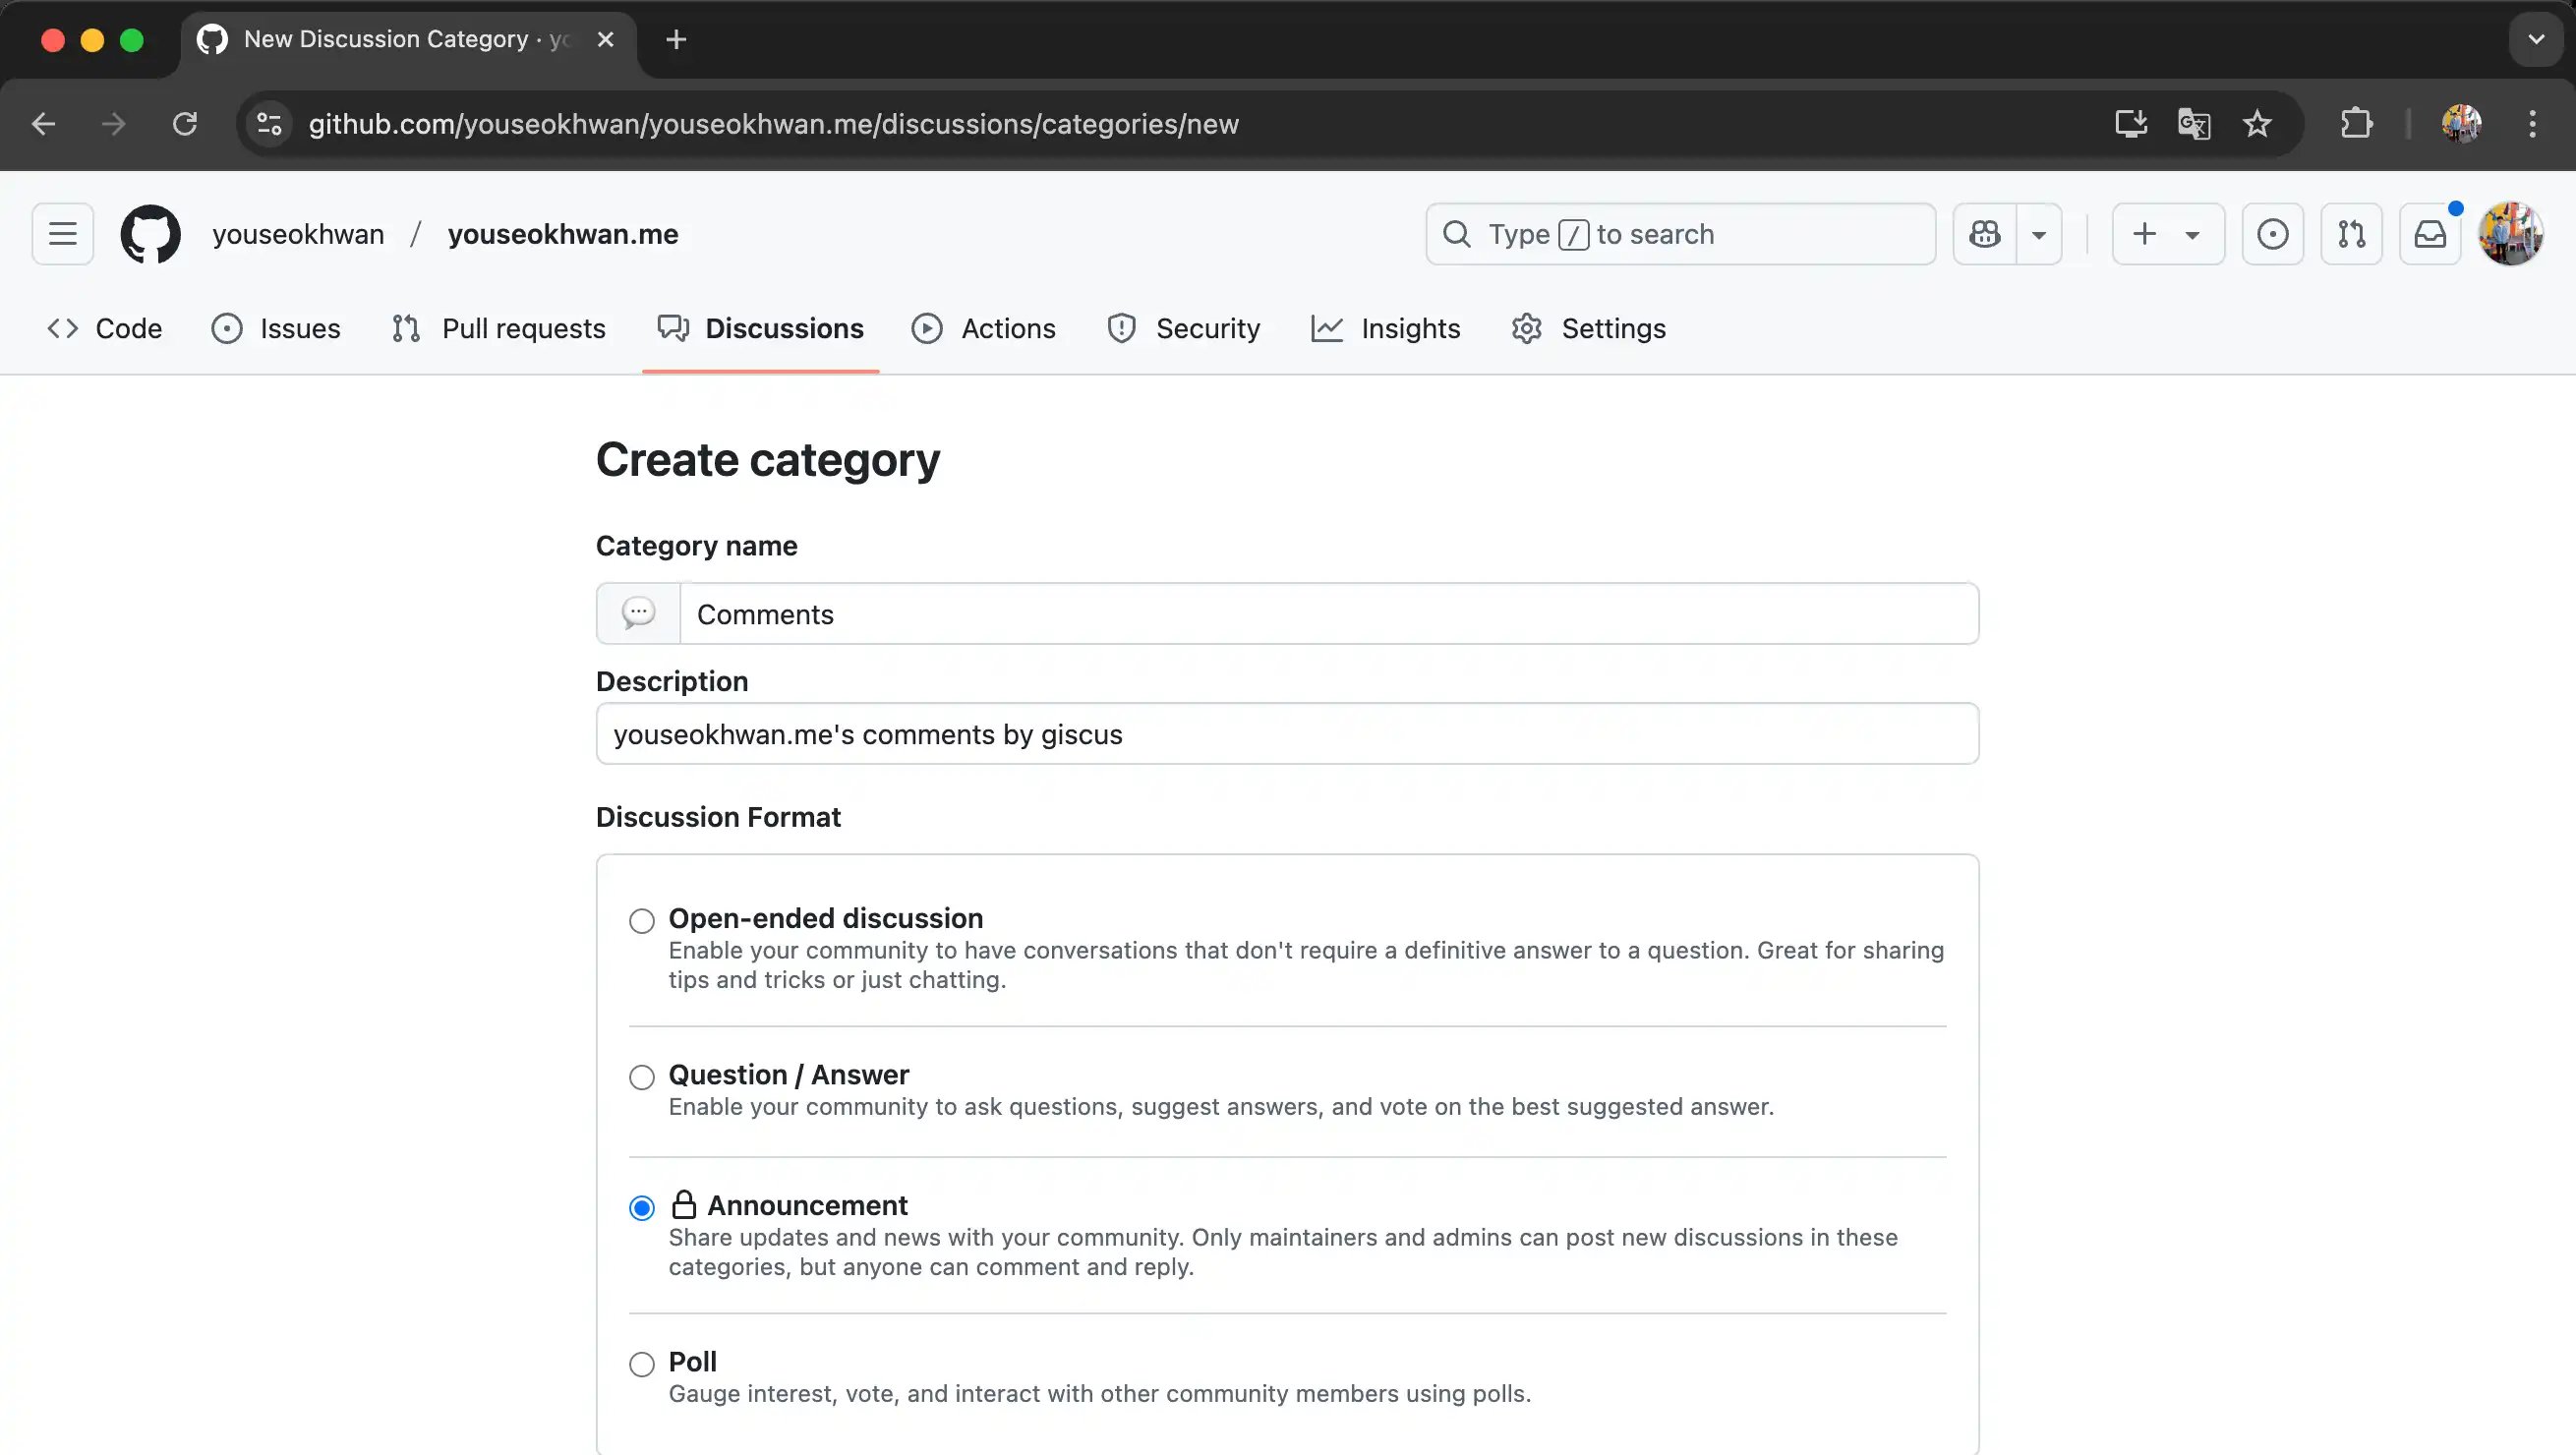 New Discussion Category · yo
github.com/youseokhwan/youseokhwan.me/discussions/categories/new
youseokhwan / youseokhwan.me
Type / to search
Code
Issues
Pull requests
Discussions
Actions
Security
Insights
Settings
Create category
Category name
Comments
Description
youseokhwan.me's comments by giscus
Discussion Format
Open-ended discussion
Enable your community to have conversations that don't require a definitive answer to a question. Great for sharing
tips and tricks or just chatting.
Question / Answer
Enable your community to ask questions, suggest answers, and vote on the best suggested answer.
Announcement
Share updates and news with your community. Only maintainers and admins can post new discussions in these
categories, but anyone can comment and reply.
Poll
Gauge interest, vote, and interact with other community members using polls.